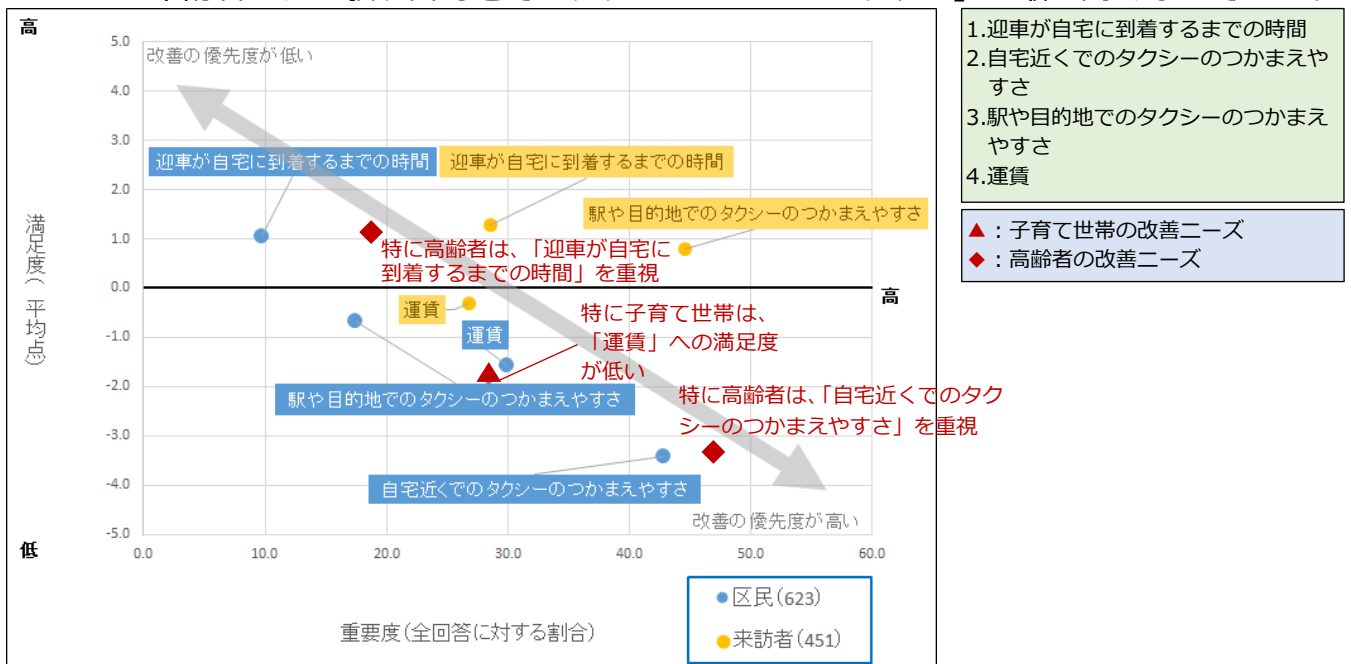 高
5.0
4.0
3.0
2.0
1.0
0.0
-1.0
-2.0
-3.0
-4.0
-5.0
低
満足度(平均点)
改善の優先度が低い
迎車が自宅に到着するまでの時間
迎車が自宅に到着するまでの時間
駅や目的地でのタクシーのつかまえやすさ
特に高齢者は、「迎車が自宅に
到着するまでの時間」を重視
高
運賃
運賃
特に子育て世帯は、
「運賃」への満足度
が低い
駅や目的地でのタクシーのつかまえやすさ
特に高齢者は、「自宅近くでのタク
シーのつかまえやすさ」を重視
自宅近くでのタクシーのつかまえやすさ
改善の優先度が高い
0.0 10.0 20.0 30.0 40.0 50.0 60.0
重要度(全回答に対する割合)
区民(623)
来訪者(451)
1.迎車が自宅に到着するまでの時間
2.自宅近くでのタクシーのつかまえや
すさ
3.駅や目的地でのタクシーのつかまえ
やすさ
4.運賃
▲：子育て世帯の改善ニーズ
◆：高齢者の改善ニーズ